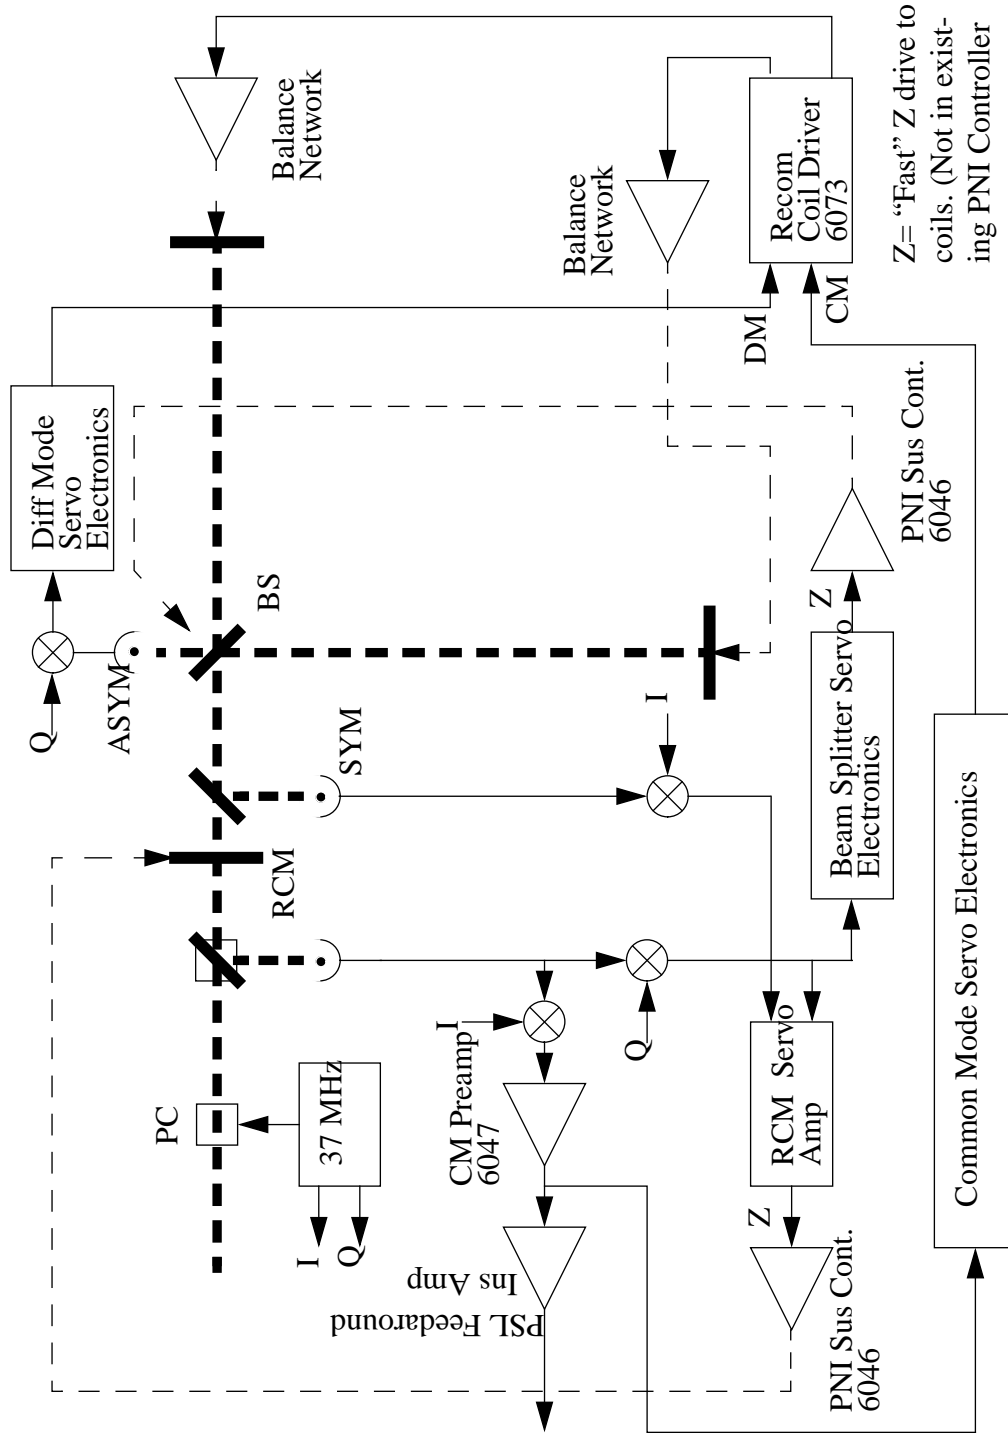 PC
37 MHz
I
Q
RCM
SYM
ASYM
Q
BS
Diff Mode
Servo
Electronics
Balance
Network
Balance
Network
I
I
Q
CM Preamp
6047
Ins Amp
PSL Feedaround
RCM Servo
Amp
Z
PNI Sus Cont.
6046
Beam Splitter Servo
Electronics
Z
PNI Sus Cont.
6046
DM
CM
Recom
Coil Driver
6073
Common Mode Servo Electronics
Z= “Fast” Z drive to
coils. (Not in exist-
ing PNI Controller